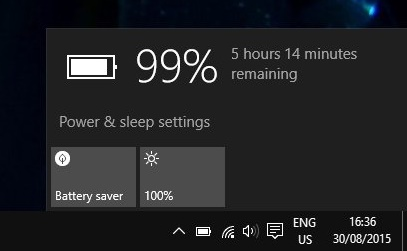 99%
5 hours 14 minutes
remaining
Power & sleep settings
Battery saver
100%
ENG
US
16:36
30/08/2015